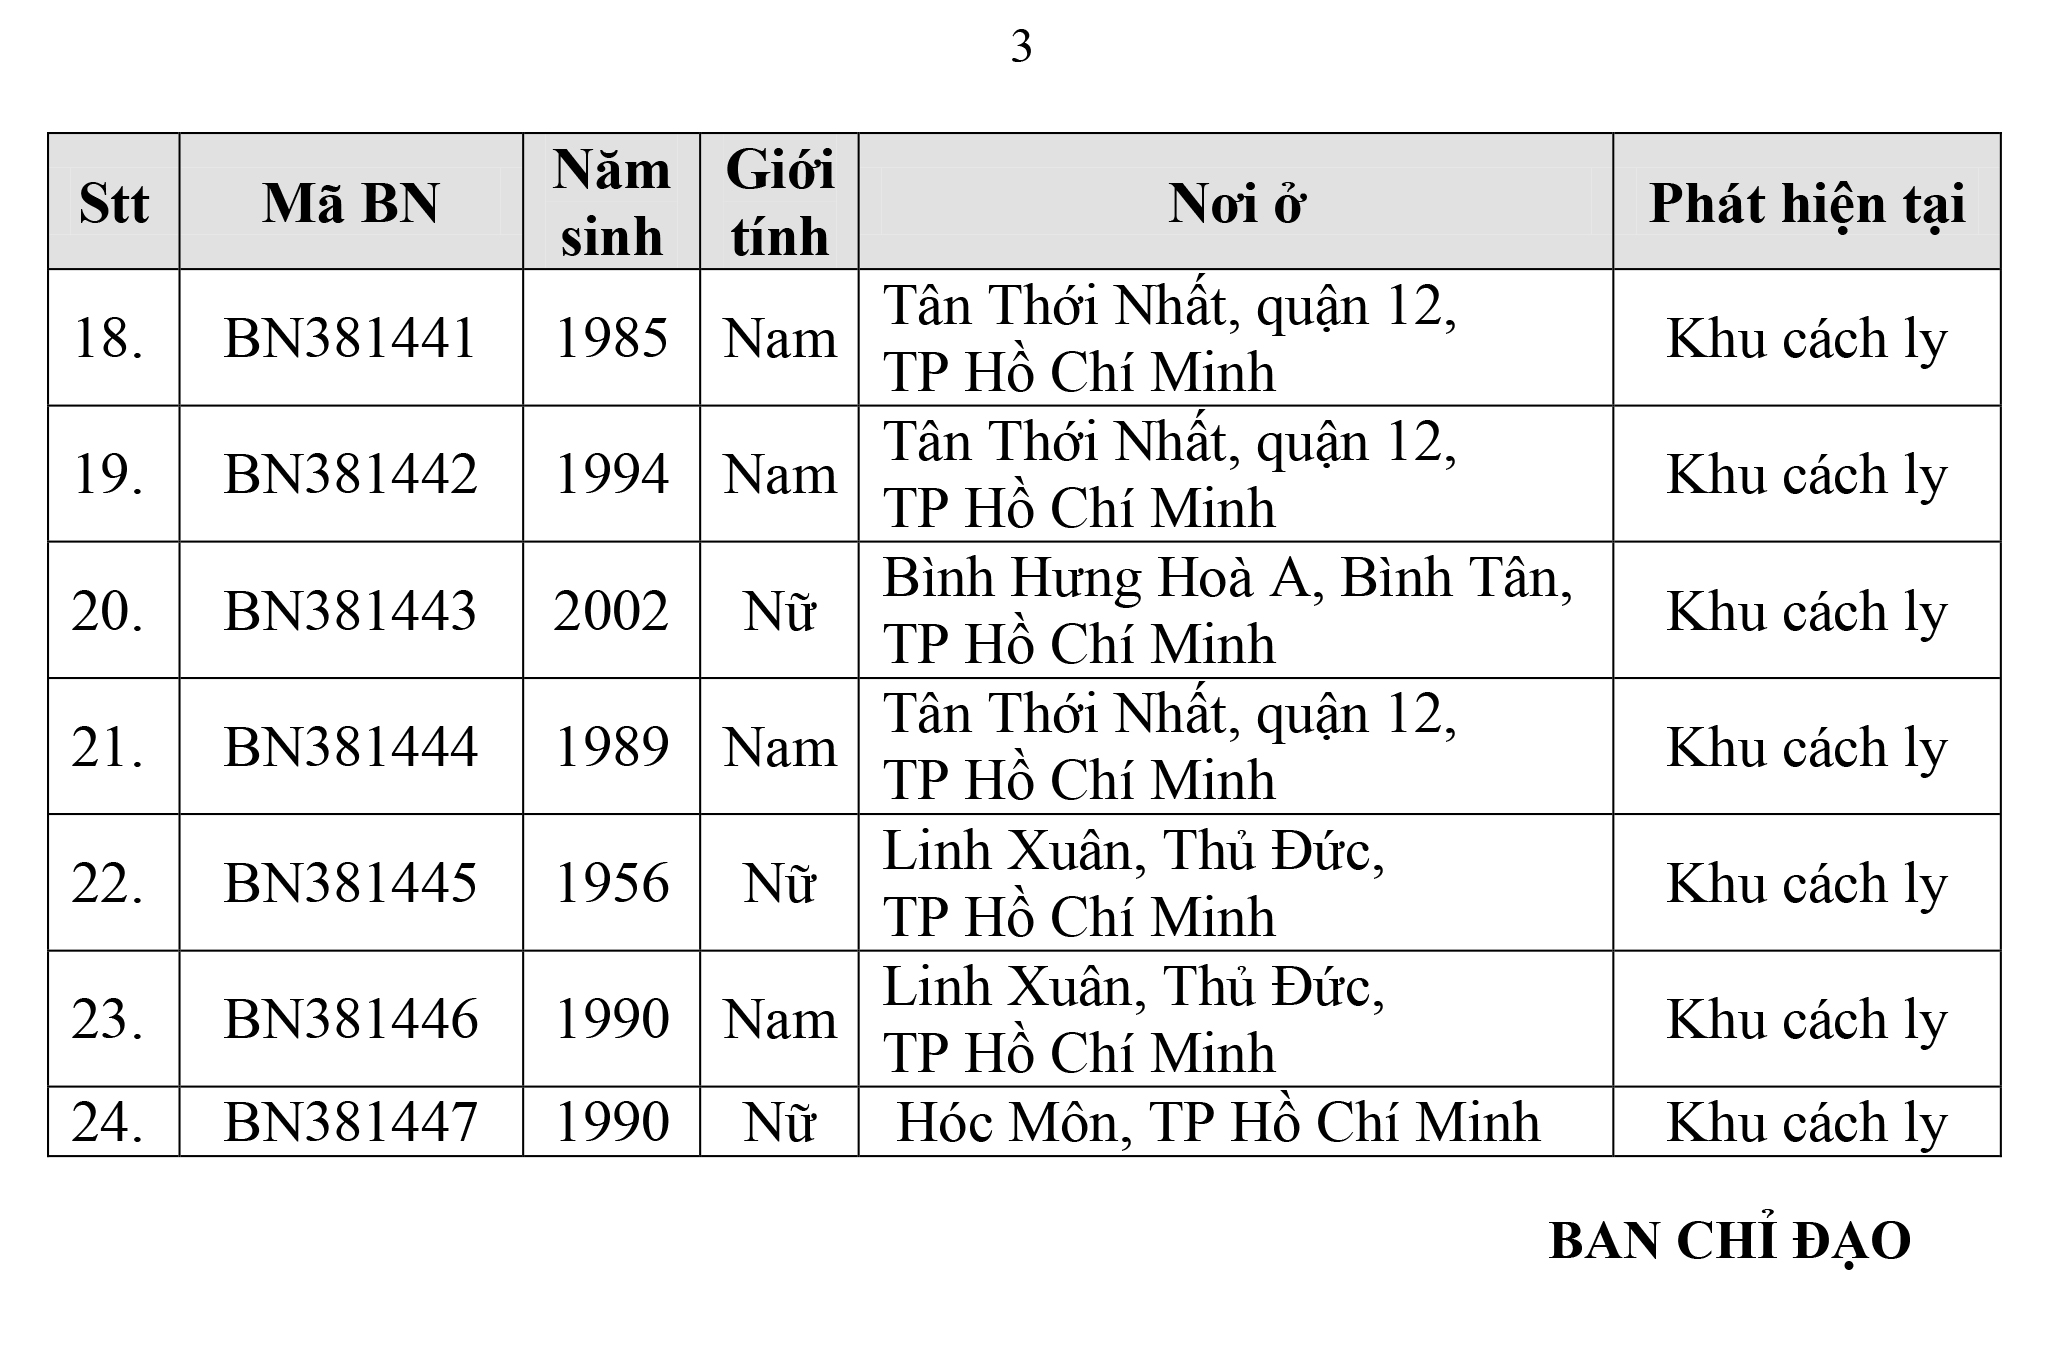 3
Stt Mã BN Năm sinh Giới tính Nơi ở Phát hiện tại
18. BN381441 1985 Nam Tân Thới Nhất, quận 12,
TP Hồ Chí Minh Khu cách ly
19. BN381442 1994 Nam Tân Thới Nhất, quận 12,
TP Hồ Chí Minh Khu cách ly
20. BN381443 2002 Nữ Bình Hưng Hoà A, Bình Tân,
TP Hồ Chí Minh Khu cách ly
21. BN381444 1989 Nam Tân Thới Nhất, quận 12,
TP Hồ Chí Minh Khu cách ly
22. BN381445 1956 Nữ Linh Xuân, Thủ Đức,
TP Hồ Chí Minh Khu cách ly
23. BN381446 1990 Nam Linh Xuân, Thủ Đức,
TP Hồ Chí Minh Khu cách ly
24. BN381447 1990 Nữ Hóc Môn, TP Hồ Chí Minh Khu cách ly
BAN CHỈ ĐẠO